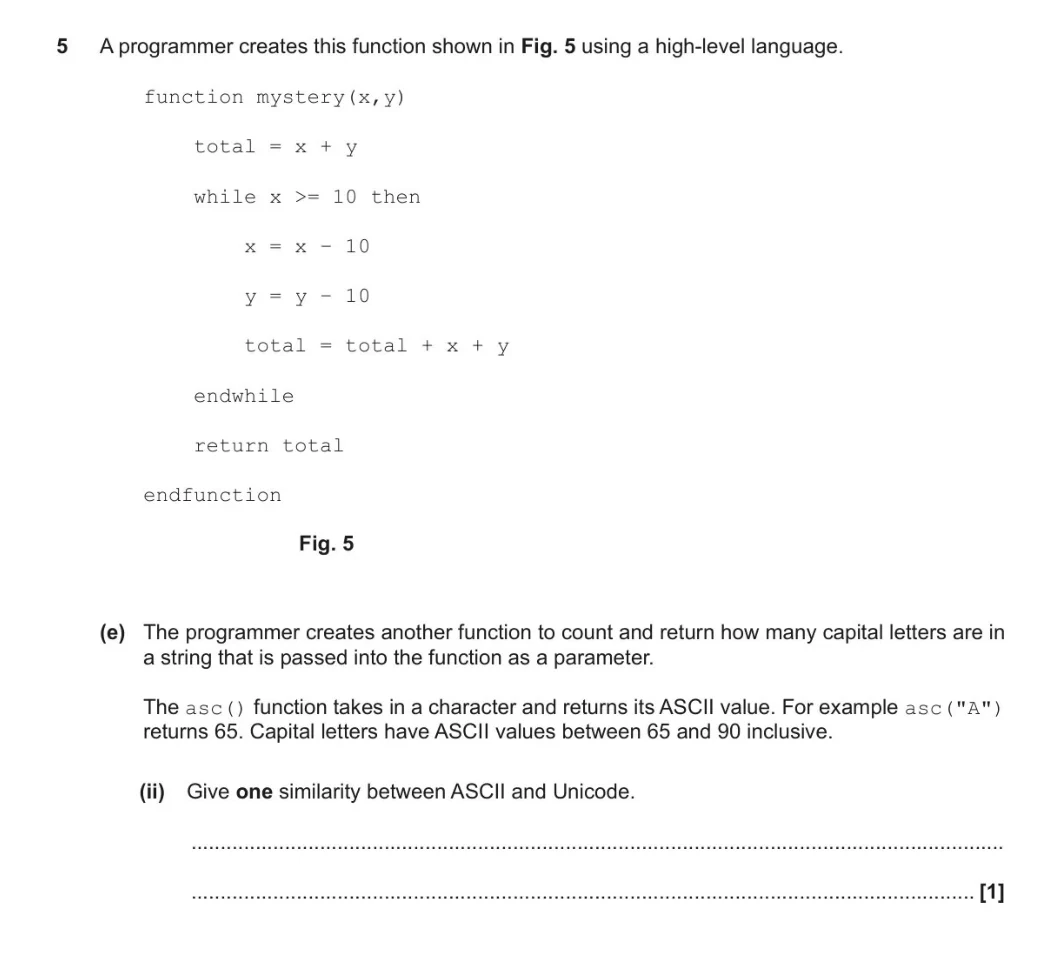 5 A programmer creates this function shown in Fig. 5 using a high-level language.
function mystery(x,y)
total = x + y
while x >= 10 then
x = x - 10
y = y - 10
total = total + x + y
endwhile
return total
endfunction
Fig. 5
(e) The programmer creates another function to count and return how many capital letters are in
a string that is passed into the function as a parameter.
The asc() function takes in a character and returns its ASCII value. For example asc("A")
returns 65. Capital letters have ASCII values between 65 and 90 inclusive.
(ii) Give one similarity between ASCII and Unicode.
[1]